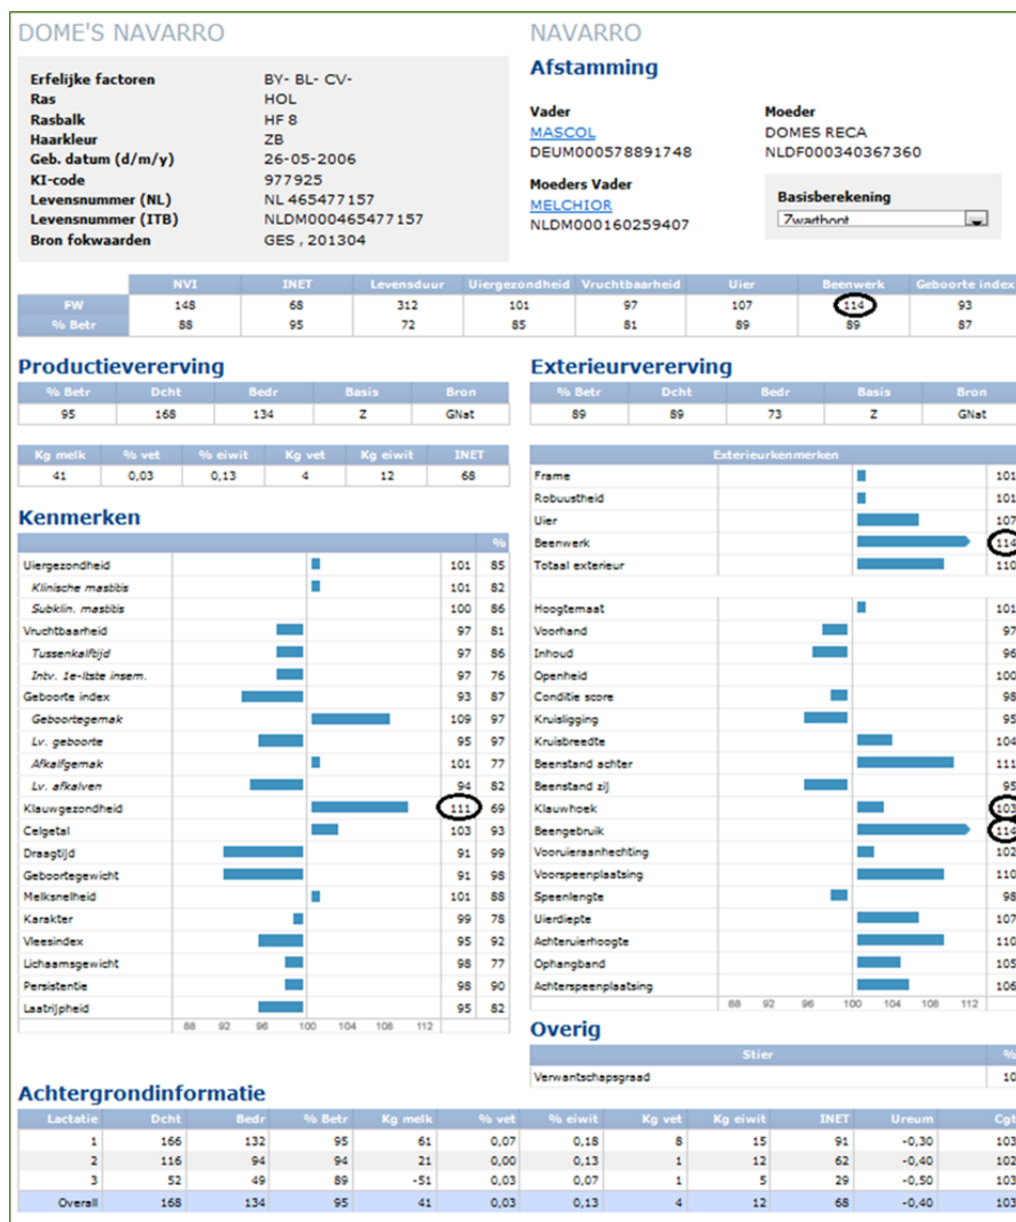 DOME'S NAVARRO
Erfelijke factoren BY- BL- CV-
Ras HOL
Rasbalk HF 8
Haarkleur ZB
Geb. datum (d/m/y) 26-05-2006
KI-code 977925
Levensnummer (NL) NL 465477157
Levensnummer (ITB) NLDM000465477157
Bron fokwaarden GES , 201304
NAVARRO
Afstamming
Vader Moeder
MASCOL DOMES RECA
DEUM000578891748 NLDF000340367360
Moeders Vader
MELCHIOR
NLDM000160259407
Basisberekening
Zwartbont
NVI INET Levensduur Uiergezondheid Vruchtbaarheid Uier Beenwerk Geboorte index
FW 148 68 312 101 97 107 114 93
% Betr 88 95 72 85 81 89 89 87
Productievererving
% Betr Dcht Bedr Basis Bron
95 168 134 Z GNat
Kg melk % vet % eiwit Kg vet Kg eiwit INET
41 0,03 0,13 4 12 68
Kenmerken
%
Uiergezondheid 101 85
Klinische mastitis 101 82
Subklin. mastitis 100 86
Vruchtbaarheid 97 81
Tussenkalftijd 97 86
Intv. 1e-ltste insem. 97 76
Geboorte index 93 87
Geboortegemak 109 97
Lv. geboorte 95 97
Afkalfgemak 101 77
Lv. afkalven 94 82
Klauwgezondheid 111 69
Celgetal 103 93
Draagtijd 91 99
Geboortegewicht 91 98
Melksnelheid 101 88
Karakter 99 78
Vleesindex 95 92
Lichaamsgewicht 98 77
Persistentie 98 90
Laatrijpheid 95 82
88 92 96 100 104 108 112
Exterieurvererving
% Betr Dcht Bedr Basis Bron
89 89 73 Z GNat
Exterieurkenmerken
Frame 101
Robuustheid 101
Uier 107
Beenwerk 114
Totaal exterieur 110
Hoogtemaat 101
Voorhand 97
Inhoud 96
Openheid 100
Conditie score 98
Kruisligging 95
Kruisbreedte 104
Beenstand achter 111
Beenstand zij 95
Klauwhoek 103
Beengebruik 114
Vooruieraanhechting 102
Voorspeenplaatsing 110
Speenlengte 98
Uierdiepte 107
Achteruierhoogte 110
Ophangband 105
Achterspeenplaatsing 106
88 92 96 100 104 108 112
Overig
Stier %
Verwantschapsgraad 10
Achtergrondinformatie
Lactatie Dcht Bedr % Betr Kg melk % vet % eiwit Kg vet Kg eiwit INET Ureum Cgt
1 166 132 95 61 0,07 0,18 8 15 91 -0,30 103
2 116 94 94 21 0,00 0,13 1 12 62 -0,40 102
3 52 49 89 -51 0,03 0,07 1 5 29 -0,50 103
Overall 168 134 95 41 0,03 0,13 4 12 68 -0,40 103